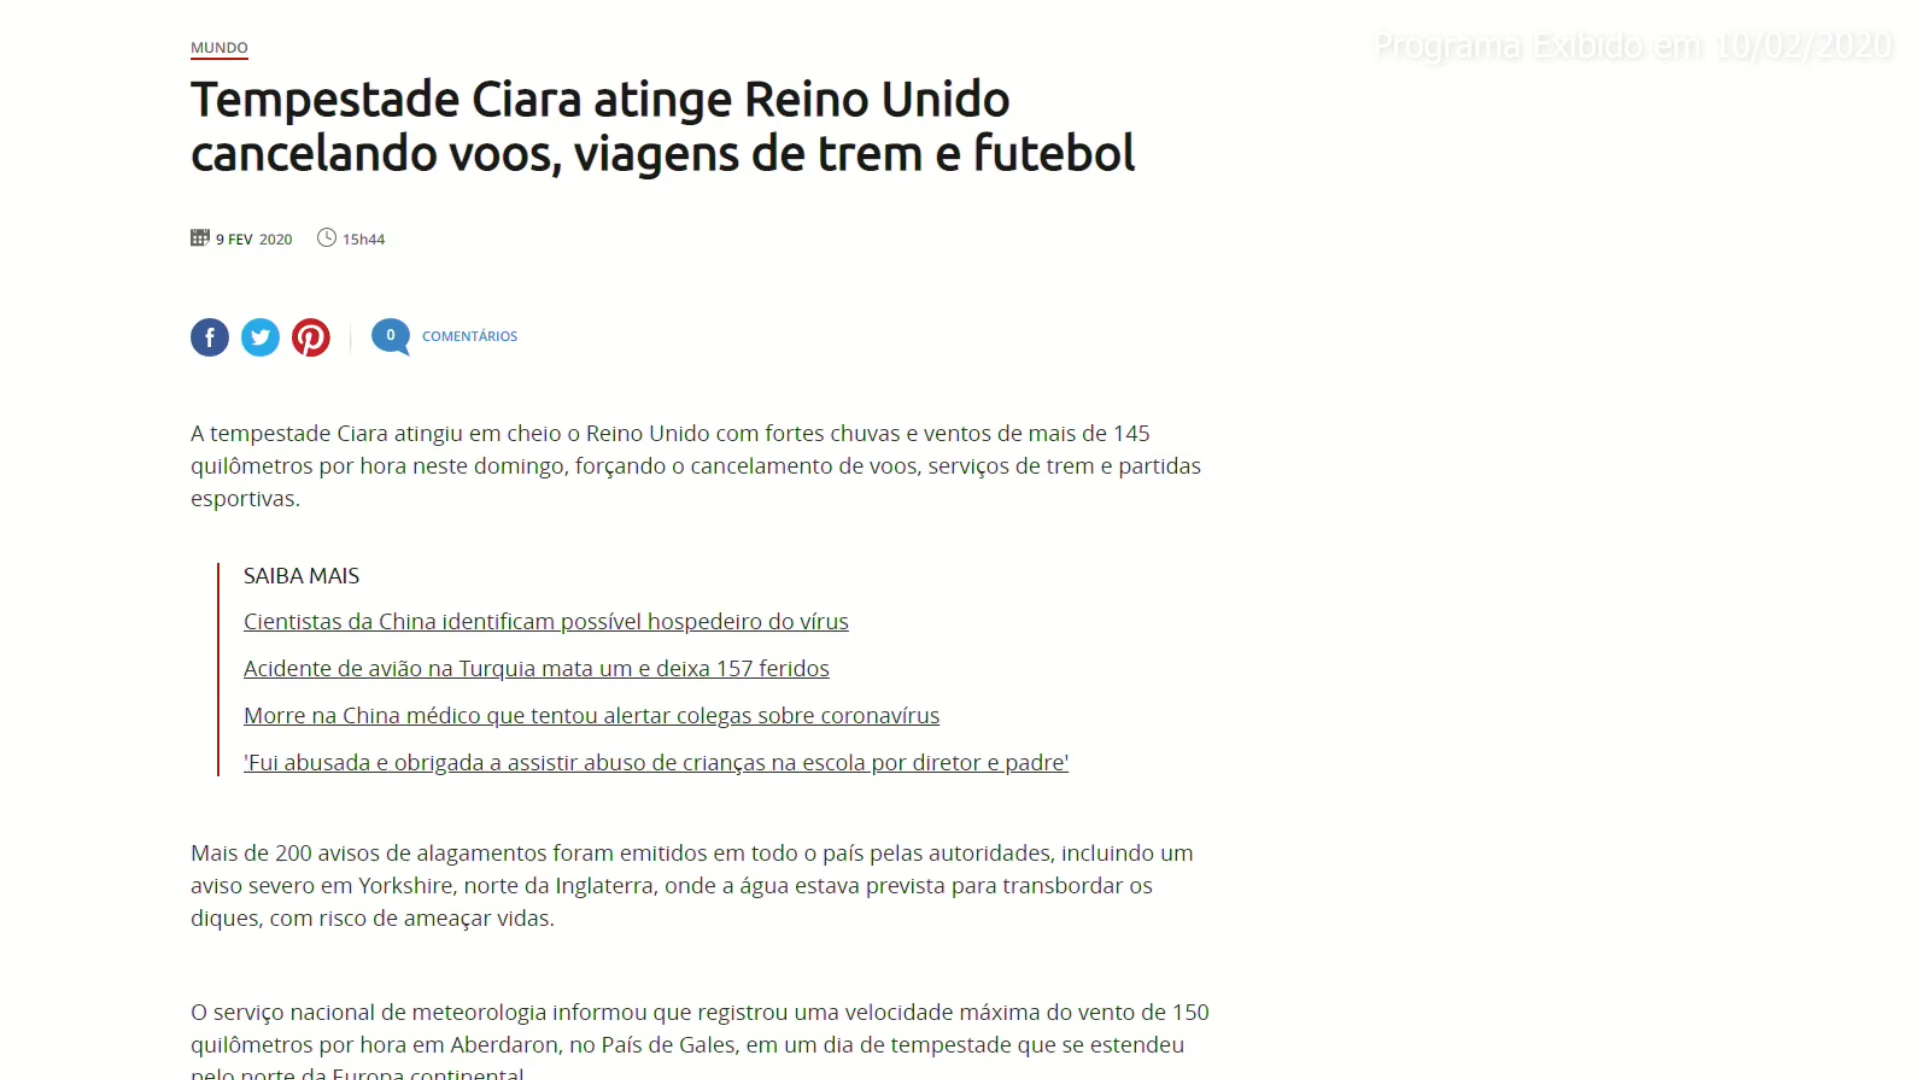 Programa Exibido em 10/02/2020
MUNDO
Tempestade Ciara atinge Reino Unido
cancelando voos, viagens de trem e futebol
9 FEV 2020 15h44
f 0 COMENTÁRIOS
A tempestade Ciara atingiu em cheio o Reino Unido com fortes chuvas e ventos de mais de 145
quilômetros por hora neste domingo, forçando o cancelamento de voos, serviços de trem e partidas
esportivas.
SAIBA MAIS
Cientistas da China identificam possível hospedeiro do vírus
Acidente de avião na Turquia mata um e deixa 157 feridos
Morre na China médico que tentou alertar colegas sobre coronavírus
'Fui abusada e obrigada a assistir abuso de crianças na escola por diretor e padre'
Mais de 200 avisos de alagamentos foram emitidos em todo o país pelas autoridades, incluindo um
aviso severo em Yorkshire, norte da Inglaterra, onde a água estava prevista para transbordar os
diques, com risco de ameaçar vidas.
O serviço nacional de meteorologia informou que registrou uma velocidade máxima do vento de 150
quilômetros por hora em Aberdaron, no País de Gales, em um dia de tempestade que se estendeu
pelo norte da Europa continental.